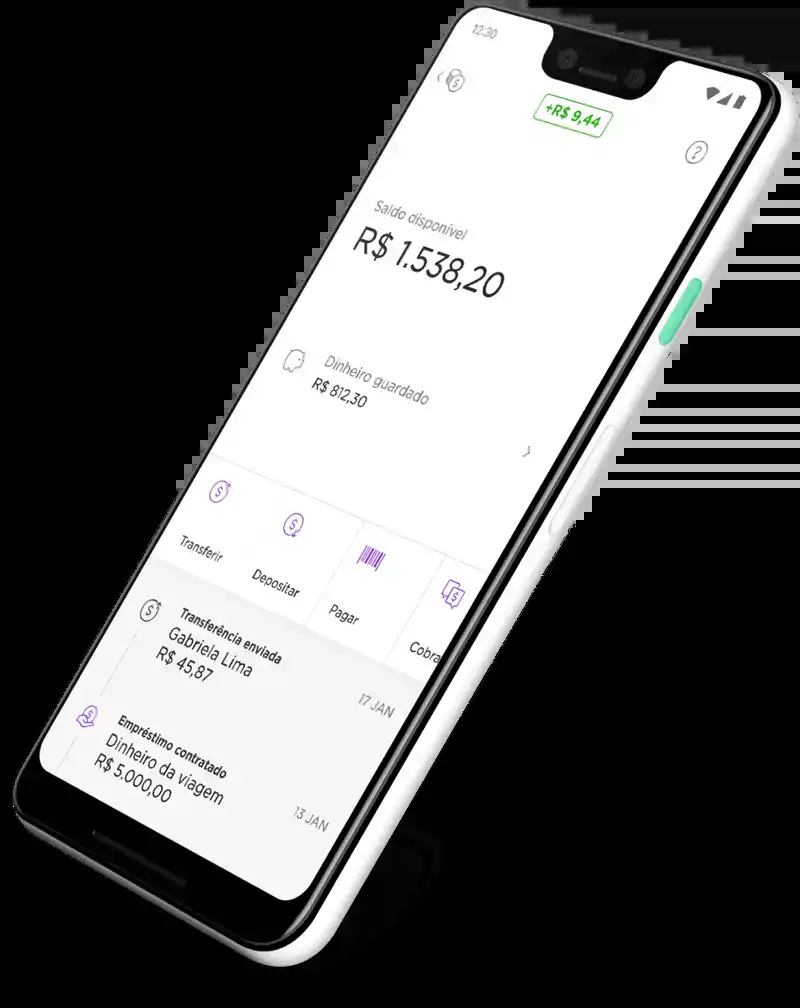 12:30
+R$ 9,44
?
Saldo disponível
R$ 1.538,20
Dinheiro guardado
R$ 812,30
Transferir
Depositar
Pagar
Cobra
Transferência enviada
Gabriela Lima
R$ 45,87
17 JAN
Empréstimo contratado
Dinheiro da viagem
R$ 5.000,00
13 JAN